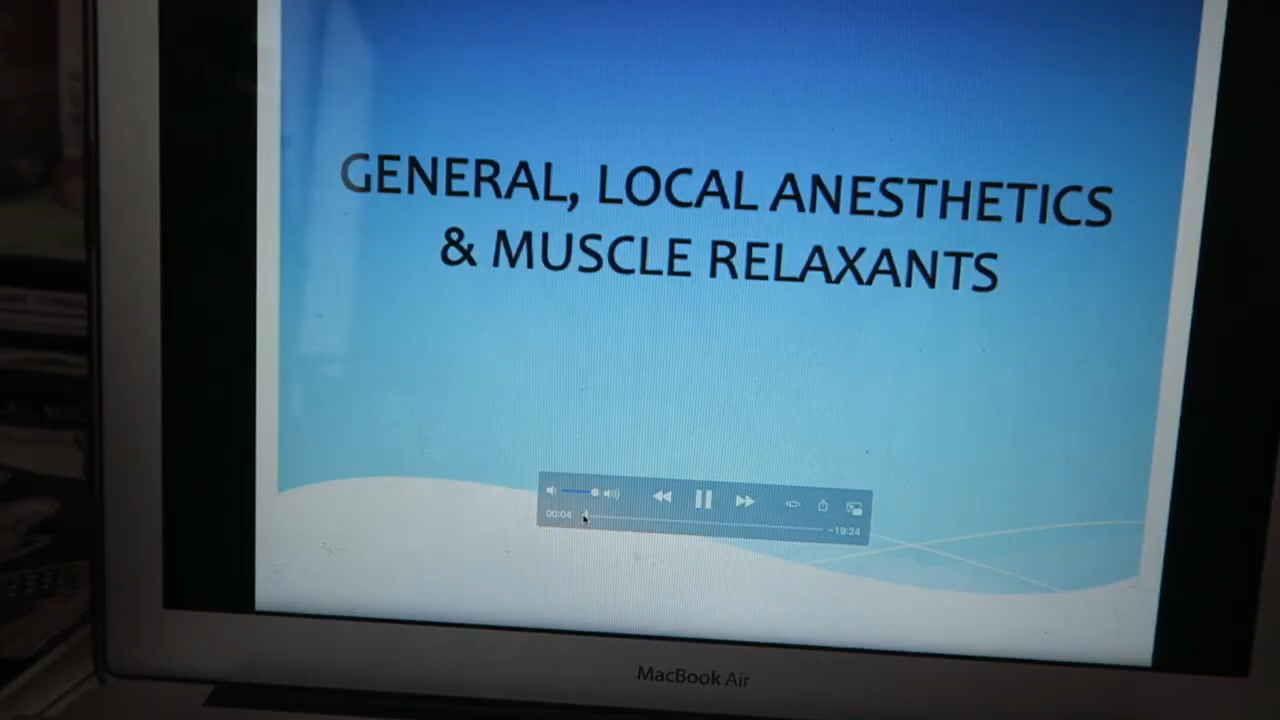 GENERAL, LOCAL ANESTHETICS
& MUSCLE RELAXANTS
00:04
-19:24
MacBook Air